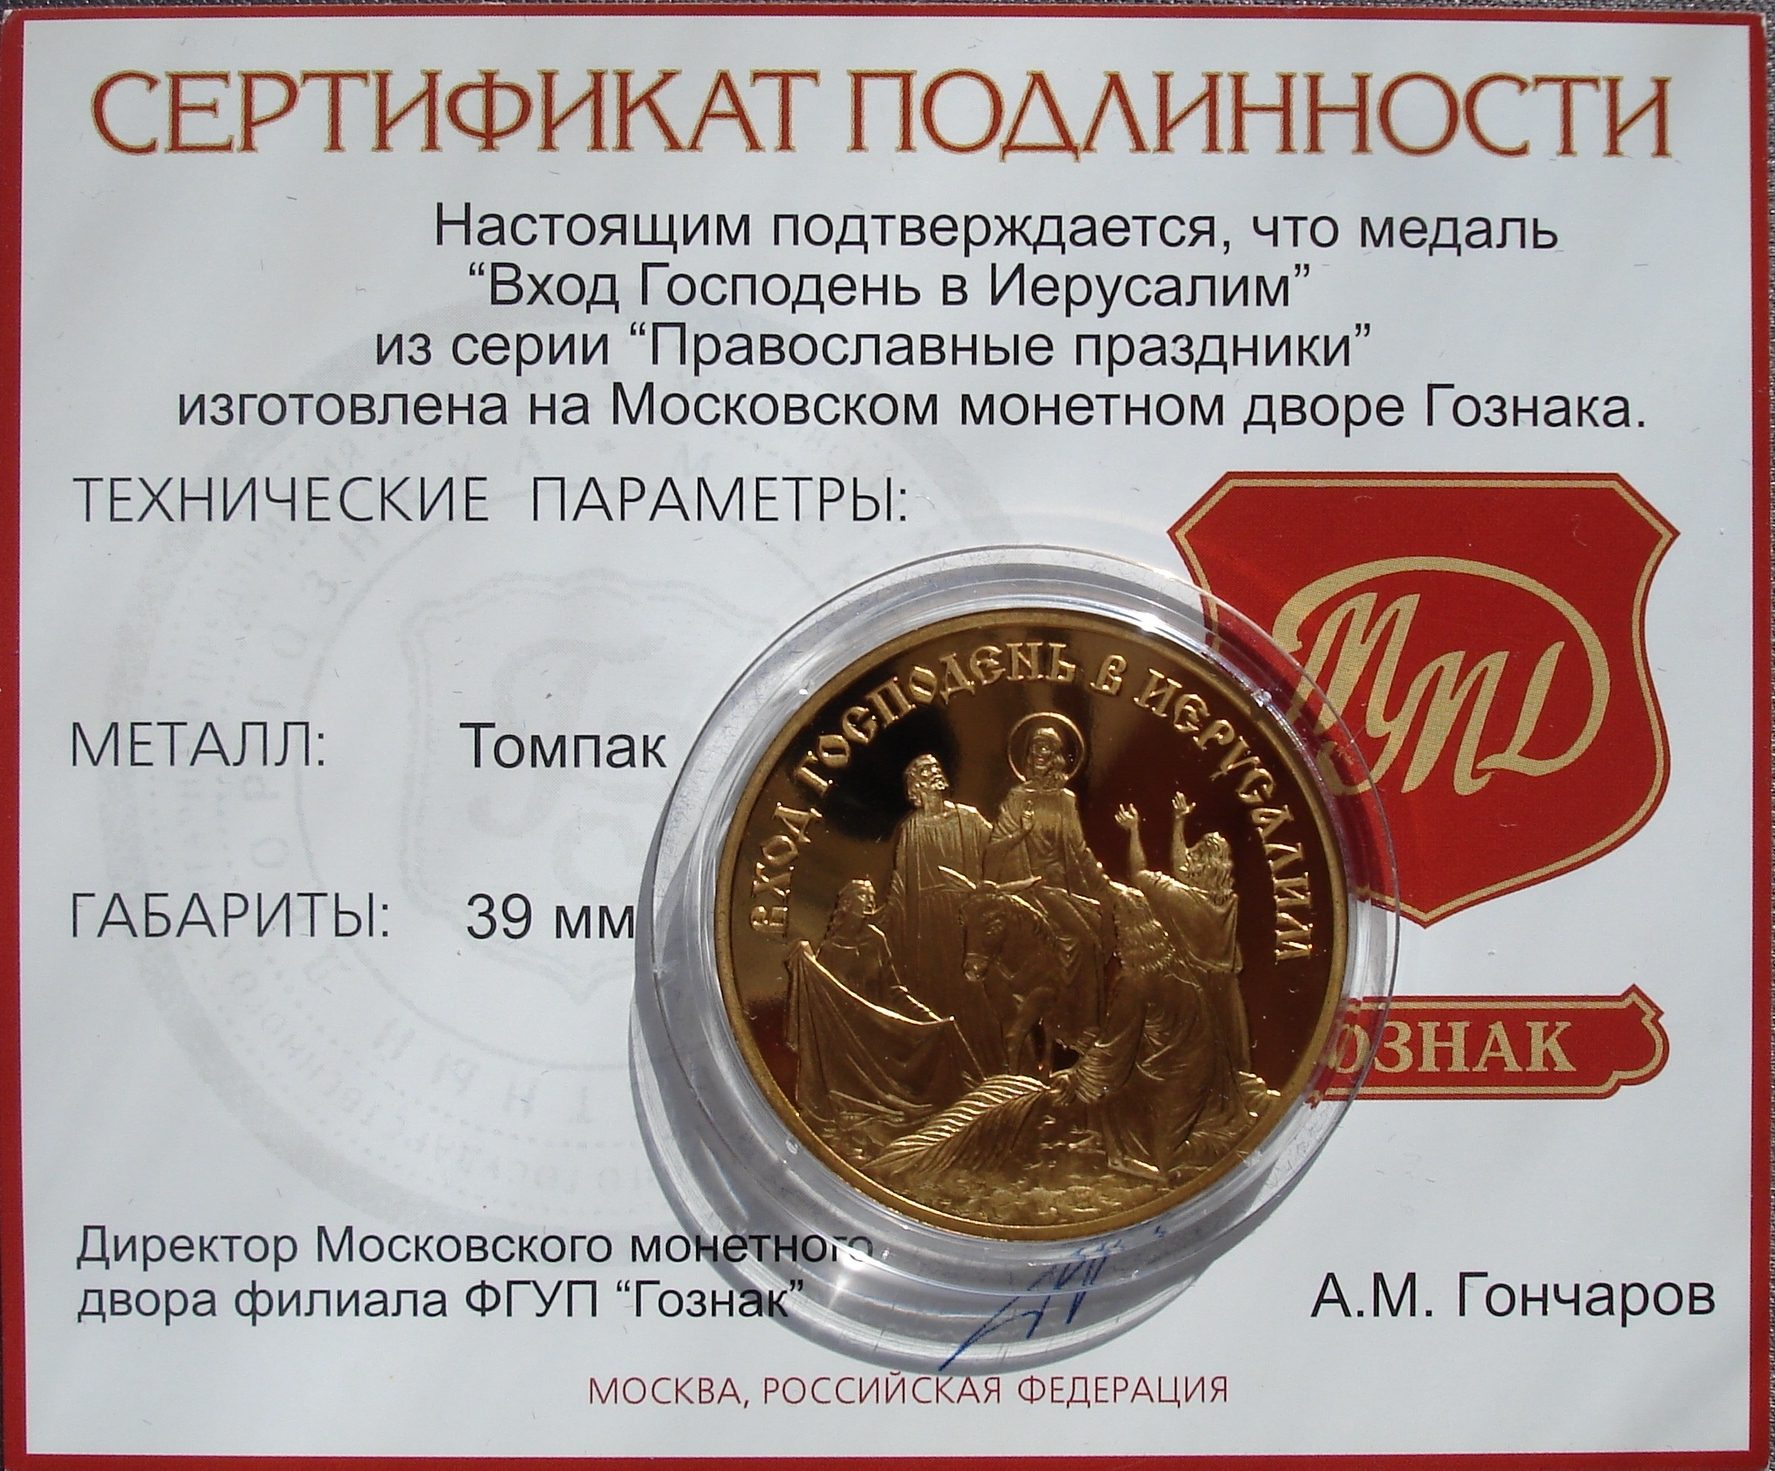 СЕРТИФИКАТ ПОДЛИННОСТИ
Настоящим подтверждается, что медаль
“Вход Господень в Иерусалим”
из серии “Православные праздники”
изготовлена на Московском монетном дворе Гознака.
ТЕХНИЧЕСКИЕ ПАРАМЕТРЫ:
ММД
МЕТАЛЛ: Томпак
ГАБАРИТЫ: 39 мм
ВХОД ГОСПОДЕНЬ В ИЕРУСАЛИМ
ОЗНАК
Директор Московского монетного
двора филиала ФГУП “Гознак”
А.М. Гончаров
МОСКВА, РОССИЙСКАЯ ФЕДЕРАЦИЯ